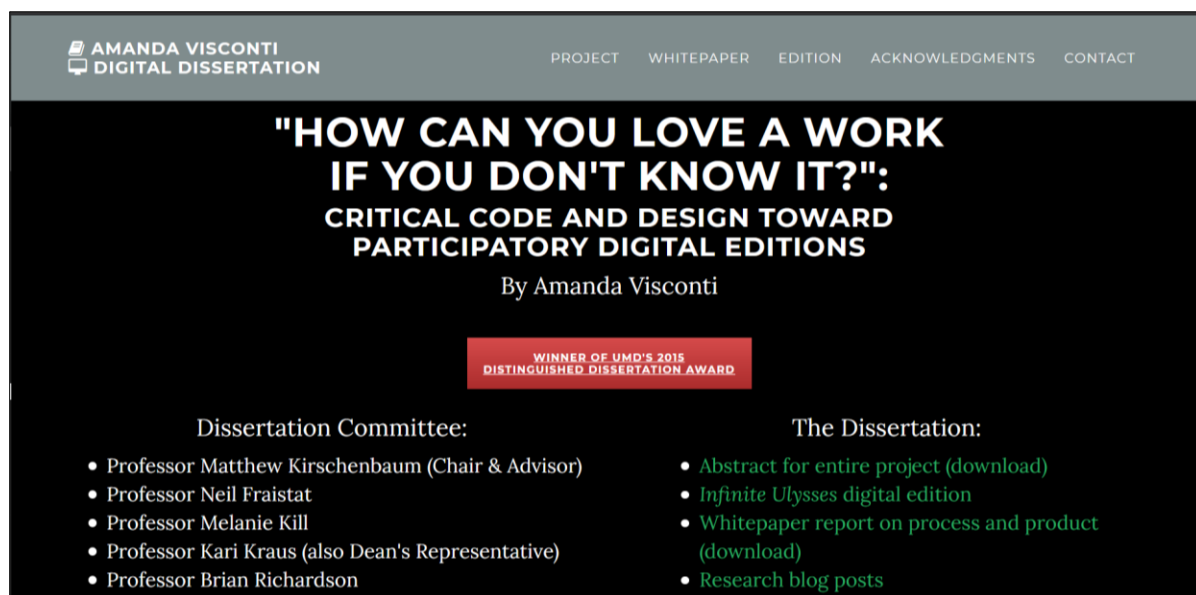 AMANDA VISCONTI
DIGITAL DISSERTATION
PROJECT WHITEPAPER EDITION ACKNOWLEDGMENTS CONTACT
"HOW CAN YOU LOVE A WORK
IF YOU DON'T KNOW IT?":
CRITICAL CODE AND DESIGN TOWARD
PARTICIPATORY DIGITAL EDITIONS
By Amanda Visconti
WINNER OF UMD'S 2015
DISTINGUISHED DISSERTATION AWARD
Dissertation Committee:
• Professor Matthew Kirschenbaum (Chair & Advisor)
• Professor Neil Fraistat
• Professor Melanie Kill
• Professor Kari Kraus (also Dean's Representative)
• Professor Brian Richardson
The Dissertation:
• Abstract for entire project (download)
• Infinite Ulysses digital edition
• Whitepaper report on process and product
(download)
• Research blog posts